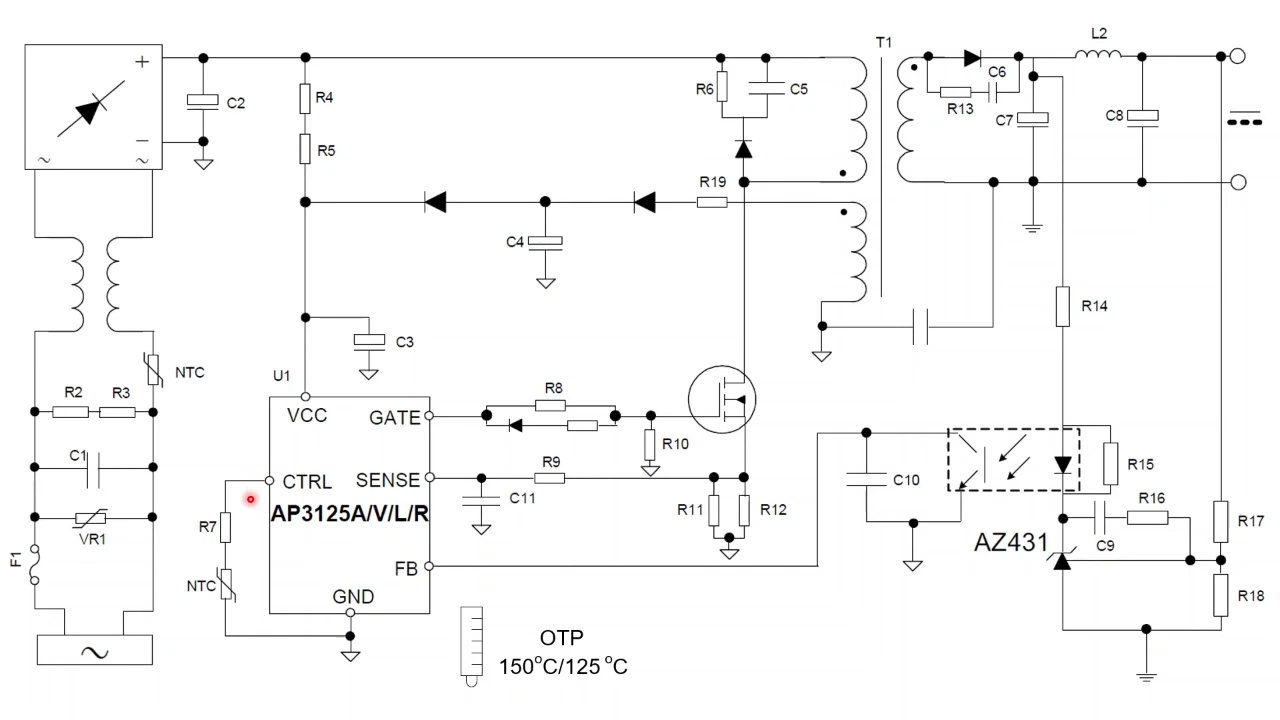 T1
L2
+
C2
R4
R6
C5
C6
R13
C7
C8
−
~
~
R5
R19
C4
R14
C3
U1
NTC
R2
R3
R8
VCC
GATE
R10
C1
CTRL
SENSE
R9
C10
R15
C11
R16
AP3125A/V/L/R
R11
R12
R7
VR1
AZ431
C9
R17
F1
FB
NTC
GND
R18
OTP
~
150°C/125 °C